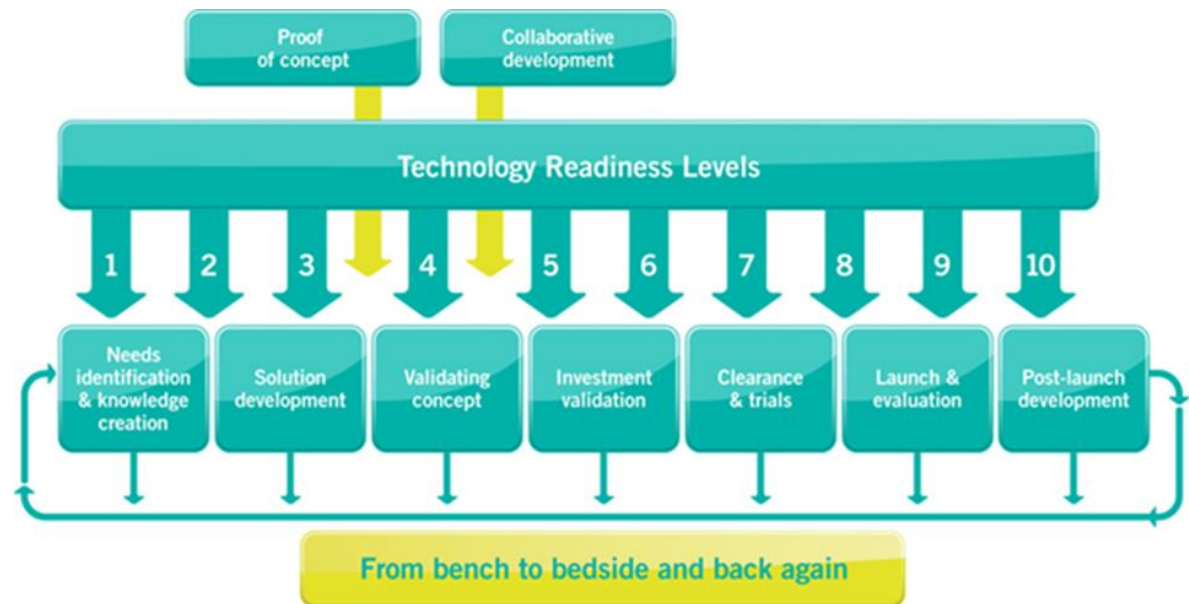 Proof
of concept
Collaborative
development
Technology Readiness Levels
1 2 3 4 5 6 7 8 9 10
Needs
identification
& knowledge
creation
Solution
development
Validating
concept
Investment
validation
Clearance
& trials
Launch &
evaluation
Post-launch
development
From bench to bedside and back again